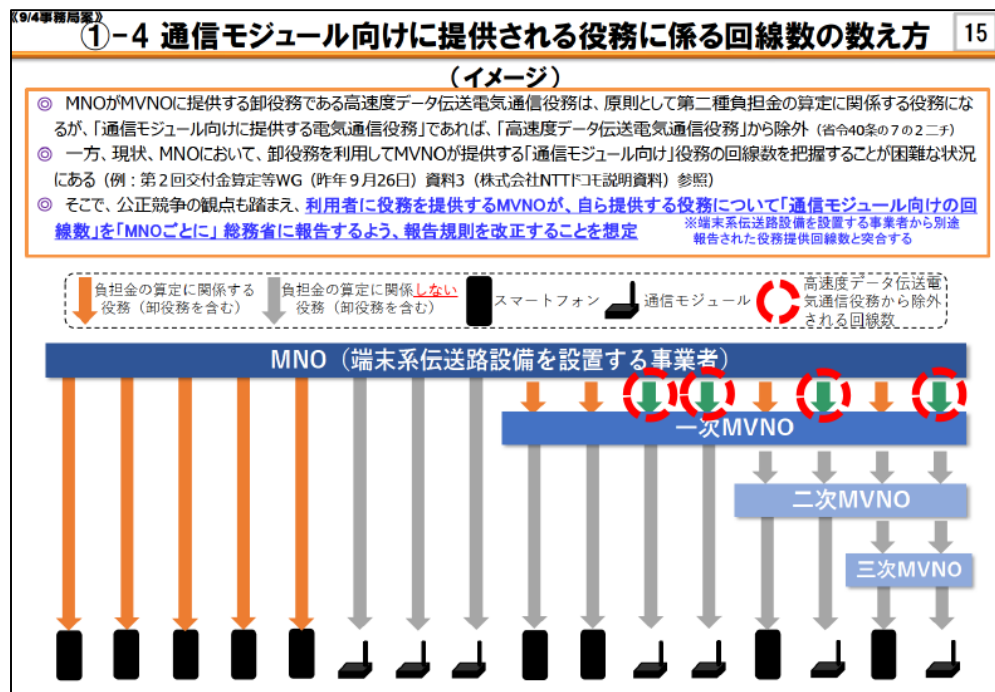 《9/4事務局案》
①-4 通信モジュール向けに提供される役務に係る回線数の数え方
15
（イメージ）
◎ MNOがMVNOに提供する卸役務である高速度データ伝送電気通信役務は、原則として第二種負担金の算定に関係する役務にな
るが、「通信モジュール向けに提供する電気通信役務」であれば、「高速度データ伝送電気通信役務」から除外（省令40条の７の２二チ）
◎ 一方、現状、MNOにおいて、卸役務を利用してMVNOが提供する「通信モジュール向け」役務の回線数を把握することが困難な状況
にある（例：第２回交付金算定等WG（昨年９月26日）資料3（株式会社NTTドコモ説明資料）参照）
◎ そこで、公正競争の観点も踏まえ、利用者に役務を提供するMVNOが、自ら提供する役務について「通信モジュール向けの回
線数」を「MNOごとに」総務省に報告するよう、報告規則を改正することを想定
※端末系伝送路設備を設置する事業者から別途
報告された役務提供回線数と突合する
負担金の算定に関係する
役務（卸役務を含む）
負担金の算定に関係しない
役務（卸役務を含む）
スマートフォン
通信モジュール
高速度データ伝送電
気通信役務から除外
される回線数
MNO（端末系伝送路設備を設置する事業者）
一次MVNO
二次MVNO
三次MVNO